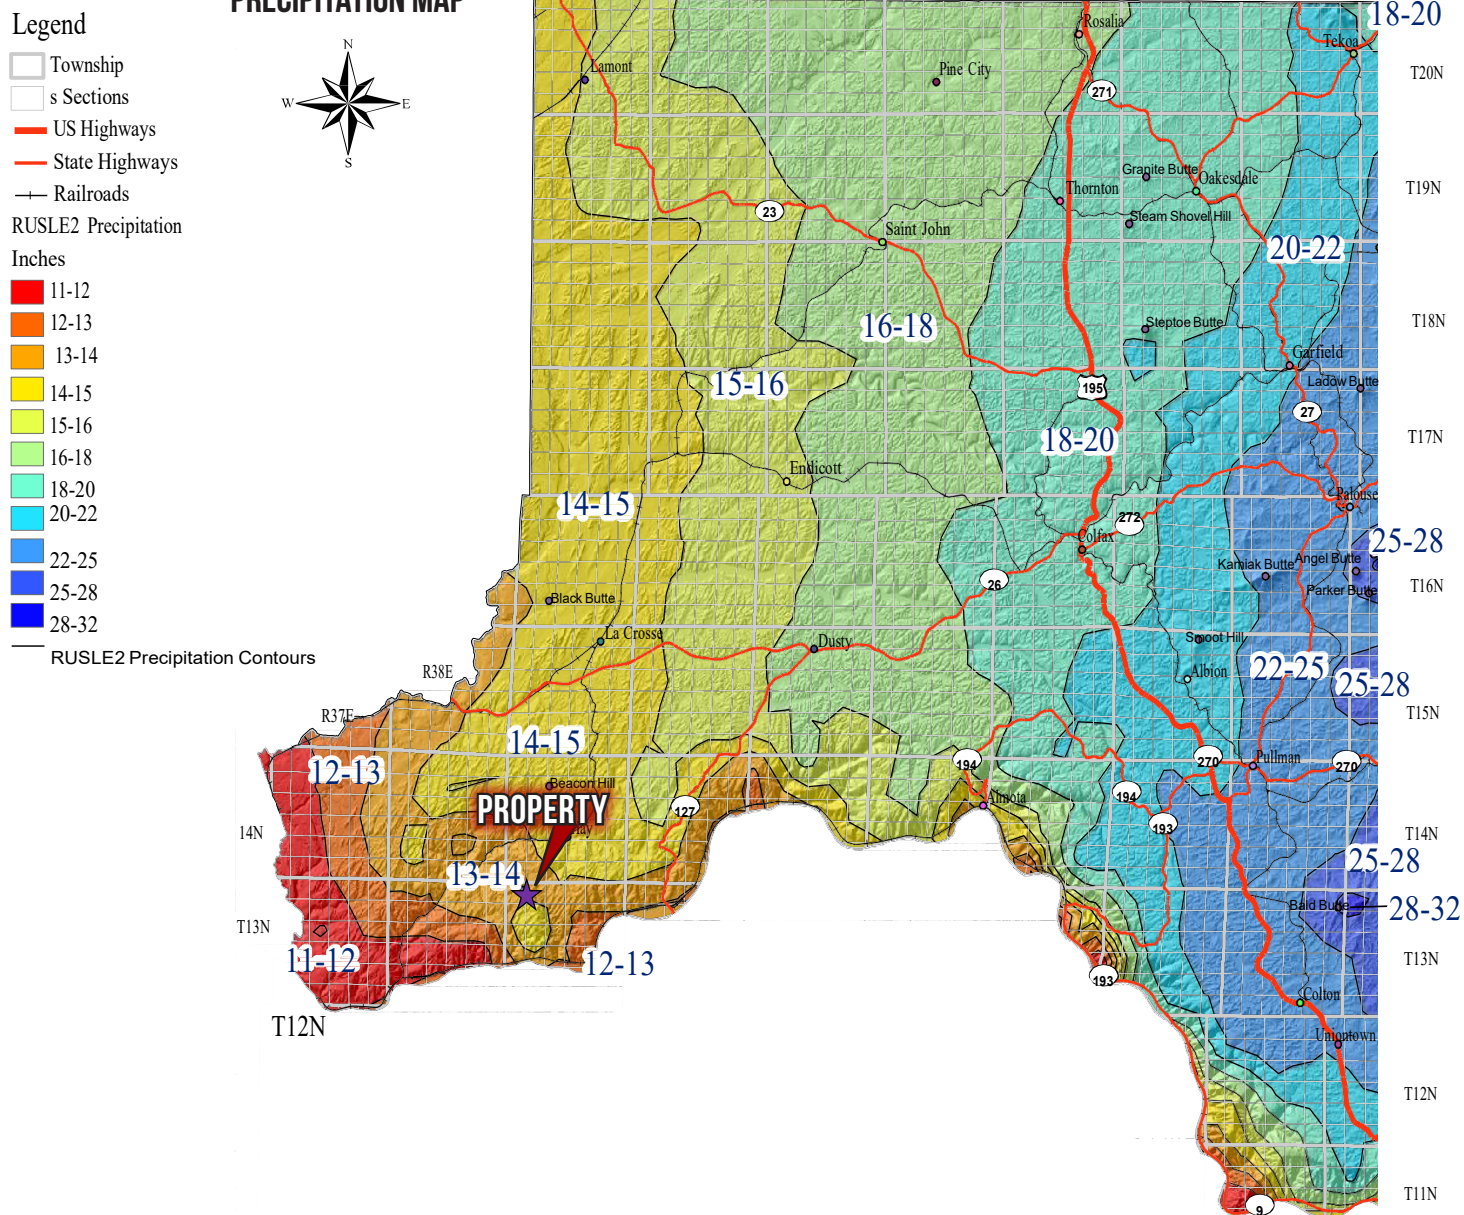 PRECIPITATION MAP
Legend
Township
s Sections
US Highways
State Highways
Railroads
RUSLE2 Precipitation
Inches
11-12
12-13
13-14
14-15
15-16
16-18
18-20
20-22
22-25
25-28
28-32
RUSLE2 Precipitation Contours
N
W
E
S
Rosalia
18-20
Tekoa
T20N
Lamont
Pine City
271
Granite Butte
Oakesdale
T19N
Thornton
23
Steam Shovel Hill
Saint John
20-22
16-18
Steptoe Butte
T18N
Garfield
15-16
195
Ladow Butte
27
18-20
T17N
Endicott
14-15
Palouse
272
Colfax
25-28
Angel Butte
Kamiak Butte
26
T16N
Parker Butte
Black Butte
La Crosse
Dusty
Smoot Hill
Albion
22-25
25-28
R38E
R37E
T15N
14-15
12-13
194
270
Pullman
270
Beacon Hill
PROPERTY
127
Almota
194
193
14N
T14N
25-28
13-14
Bald Butte
28-32
T13N
11-12
12-13
T13N
193
Colton
T12N
Uniontown
T12N
T11N
9